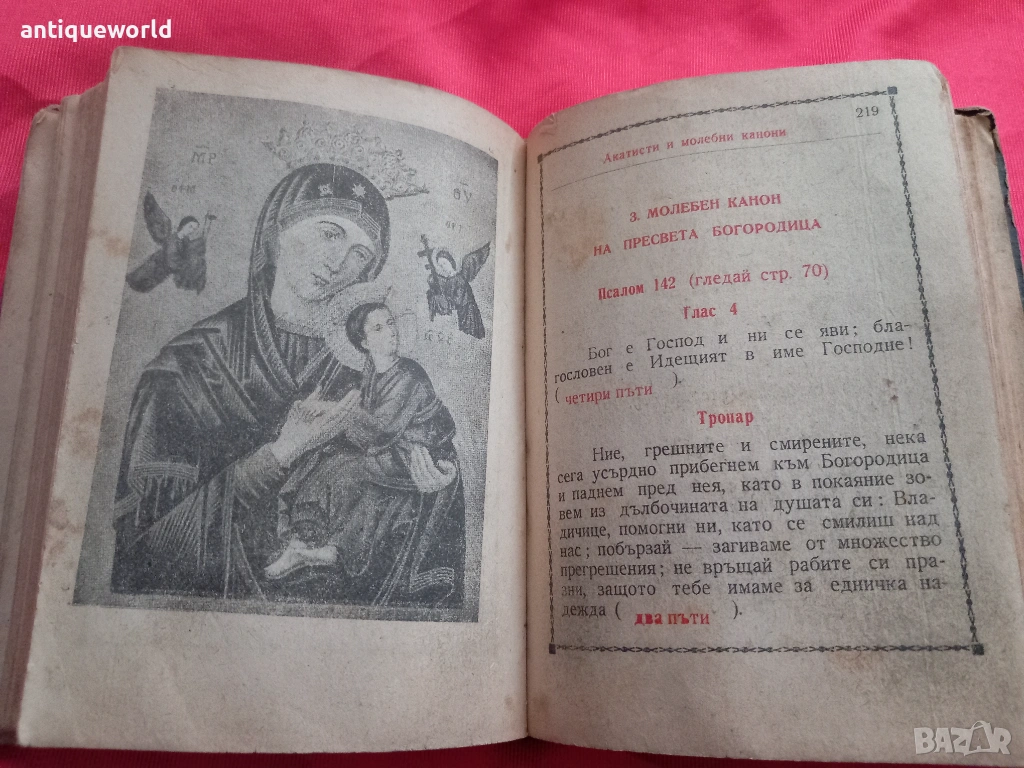 antiqueworld
219
Акатисти и молебни канони
3. МОЛЕБЕН КАНОН
НА ПРЕСВЕТА БОГОРОДИЦА
Псалом 142 (гледай стр. 70)
Глас 4
Бог е Господ и ни се яви; бла-
гословен е Идещият в име Господне!
( четири пъти ).
Тропар
Ние, грешните и смирените, нека
сега усърдно прибегнем към Богородица
и паднем пред нея, като в покаяние зо-
вем из дълбочината на душата си: Вла-
дичице, помогни ни, като се смилиш над
нас; побързай — загиваме от множество
прегрешения; не връщай рабите си пра-
зни, защото тебе имаме за едничка на-
дежда ( два пъти ).
BAZAR